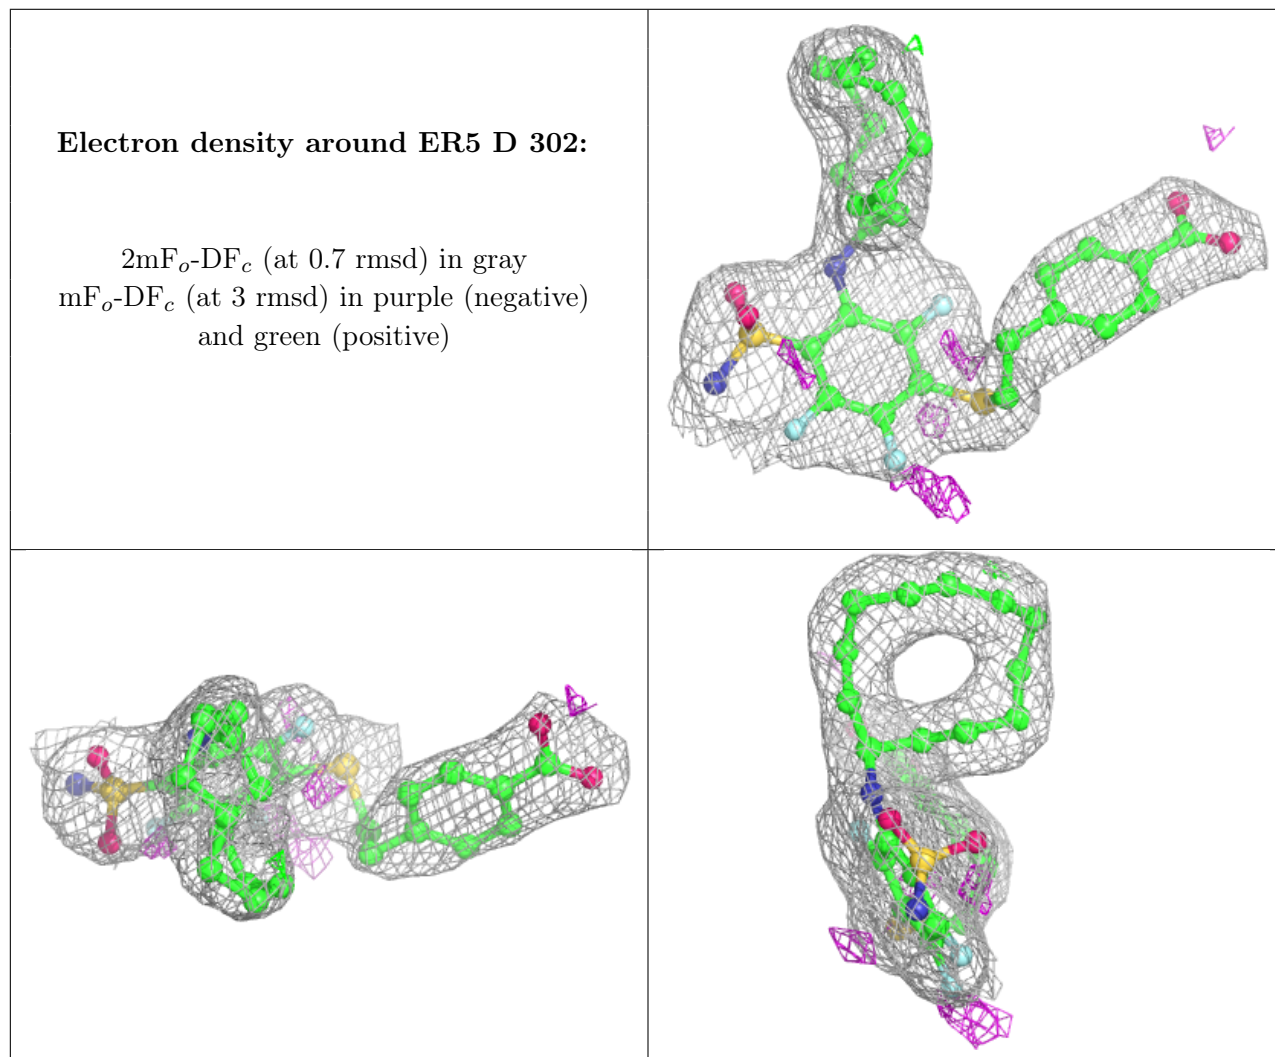 Electron density around ER5 D 302:
2mFo-DFc (at 0.7 rmsd) in gray
mFo-DFc (at 3 rmsd) in purple (negative)
and green (positive)